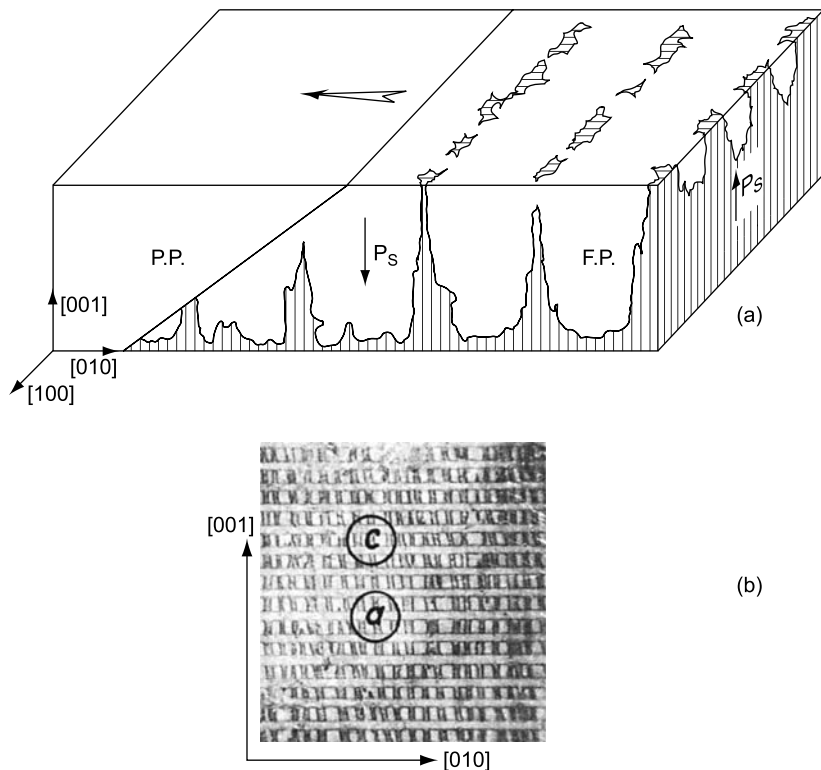 P.P.
P_S
F.P.
P_S
[001]
[010]
[100]
(a)
[001]
c
a
(b)
[010]